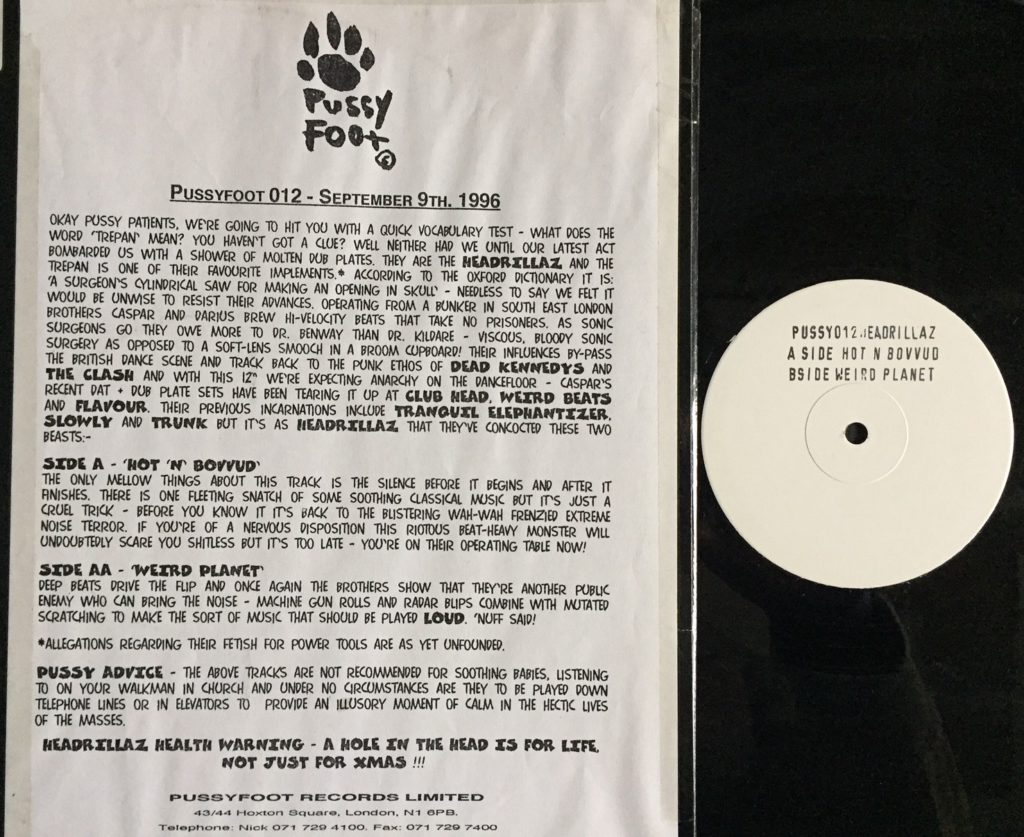 Pussy
Foot ©
PUSSYFOOT 012 - SEPTEMBER 9TH. 1996
OKAY PUSSY PATIENTS, WE'RE GOING TO HIT YOU WITH A QUICK VOCABULARY TEST - WHAT DOES THE
WORD 'TREPAN' MEAN? YOU HAVEN'T GOT A CLUE? WELL NEITHER HAD WE UNTIL OUR LATEST ACT
BOMBARDED US WITH A SHOWER OF MOLTEN DUB PLATES. THEY ARE THE HEADRILLAZ AND THE
TREPAN IS ONE OF THEIR FAVOURITE IMPLEMENTS.* ACCORDING TO THE OXFORD DICTIONARY IT IS:
'A SURGEON'S CYLINDRICAL SAW FOR MAKING AN OPENING IN SKULL' - NEEDLESS TO SAY WE FELT IT
WOULD BE UNWISE TO RESIST THEIR ADVANCES. OPERATING FROM A BUNKER IN SOUTH EAST LONDON
BROTHERS CASPAR AND DARIUS BREW HI-VELOCITY BEATS THAT TAKE NO PRISONERS. AS SONIC
SURGEONS GO THEY OWE MORE TO DR. BENWAY THAN DR. KILDARE - VISCOUS, BLOODY SONIC
SURGERY AS OPPOSED TO A SOFT-LENS SMOOCH IN A BROOM CUPBOARD! THEIR INFLUENCES BY-PASS
THE BRITISH DANCE SCENE AND TRACK BACK TO THE PUNK ETHOS OF DEAD KENNEDYS AND
THE CLASH AND WITH THIS 12" WE'RE EXPECTING ANARCHY ON THE DANCEFLOOR - CASPAR'S
RECENT DAT + DUB PLATE SETS HAVE BEEN TEARING IT UP AT CLUB HEAD, WEIRD BEATS
AND FLAVOUR. THEIR PREVIOUS INCARNATIONS INCLUDE TRANQUIL ELEPHANTIZER,
SLOWLY AND TRUNK BUT IT'S AS HEADRILLAZ THAT THEY'VE CONCOCTED THESE TWO
BEASTS:-
SIDE A - 'HOT 'N' BOVVUD'
THE ONLY MELLOW THINGS ABOUT THIS TRACK IS THE SILENCE BEFORE IT BEGINS AND AFTER IT
FINISHES. THERE IS ONE FLEETING SNATCH OF SOME SOOTHING CLASSICAL MUSIC BUT IT'S JUST A
CRUEL TRICK - BEFORE YOU KNOW IT IT'S BACK TO THE BLISTERING WAH-WAH FRENZIED EXTREME
NOISE TERROR. IF YOU'RE OF A NERVOUS DISPOSITION THIS RIOTOUS BEAT-HEAVY MONSTER WILL
UNDOUBTEDLY SCARE YOU SHITLESS BUT IT'S TOO LATE - YOU'RE ON THEIR OPERATING TABLE NOW!
SIDE AA - 'WEIRD PLANET'
DEEP BEATS DRIVE THE FLIP AND ONCE AGAIN THE BROTHERS SHOW THAT THEY'RE ANOTHER PUBLIC
ENEMY WHO CAN BRING THE NOISE - MACHINE GUN ROLLS AND RADAR BLIPS COMBINE WITH MUTATED
SCRATCHING TO MAKE THE SORT OF MUSIC THAT SHOULD BE PLAYED LOUD. 'NUFF SAID!
*ALLEGATIONS REGARDING THEIR FETISH FOR POWER TOOLS ARE AS YET UNFOUNDED.
PUSSY ADVICE - THE ABOVE TRACKS ARE NOT RECOMMENDED FOR SOOTHING BABIES, LISTENING
TO ON YOUR WALKMAN IN CHURCH AND UNDER NO CIRCUMSTANCES ARE THEY TO BE PLAYED DOWN
TELEPHONE LINES OR IN ELEVATORS TO PROVIDE AN ILLUSORY MOMENT OF CALM IN THE HECTIC LIVES
OF THE MASSES.
HEADRILLAZ HEALTH WARNING - A HOLE IN THE HEAD IS FOR LIFE,
NOT JUST FOR XMAS !!!
PUSSYFOOT RECORDS LIMITED
43/44 Hoxton Square, London, N1 6PB.
Telephone: Nick 071 729 4100. Fax: 071 729 7400
PUSSY012.HEADRILLAZ
A SIDE HOT N BOVVUD
BSIDE WEIRD PLANET